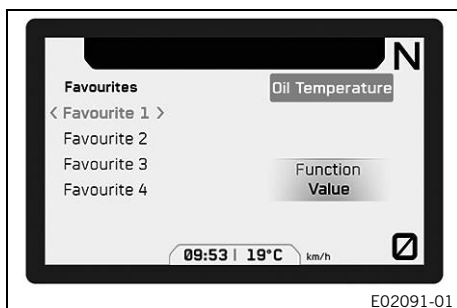 N
Favourites
Oil Temperature
< Favourite 1 >
Favourite 2
Favourite 3
Favourite 4
Function
Value
09:53 | 19°C km/h
0
E02091-01